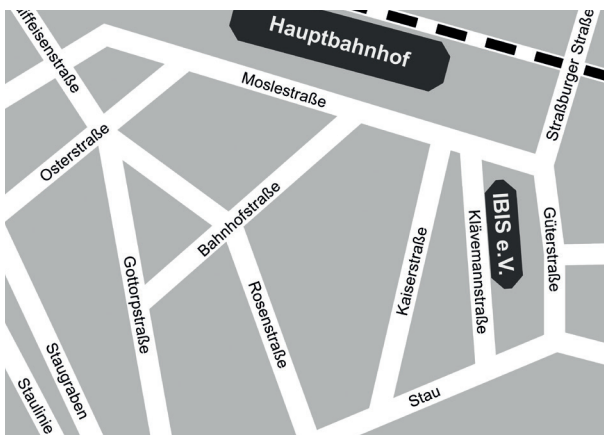 Hauptbahnhof
Straßburger Straße
Moslestraße
Osterstraße
IBIS e.V.
Bahnhofstraße
Klävemannstraße
Güterstraße
Kaiserstraße
Gottorpstraße
Rosenstraße
Staugraben
Staulinie
Stau